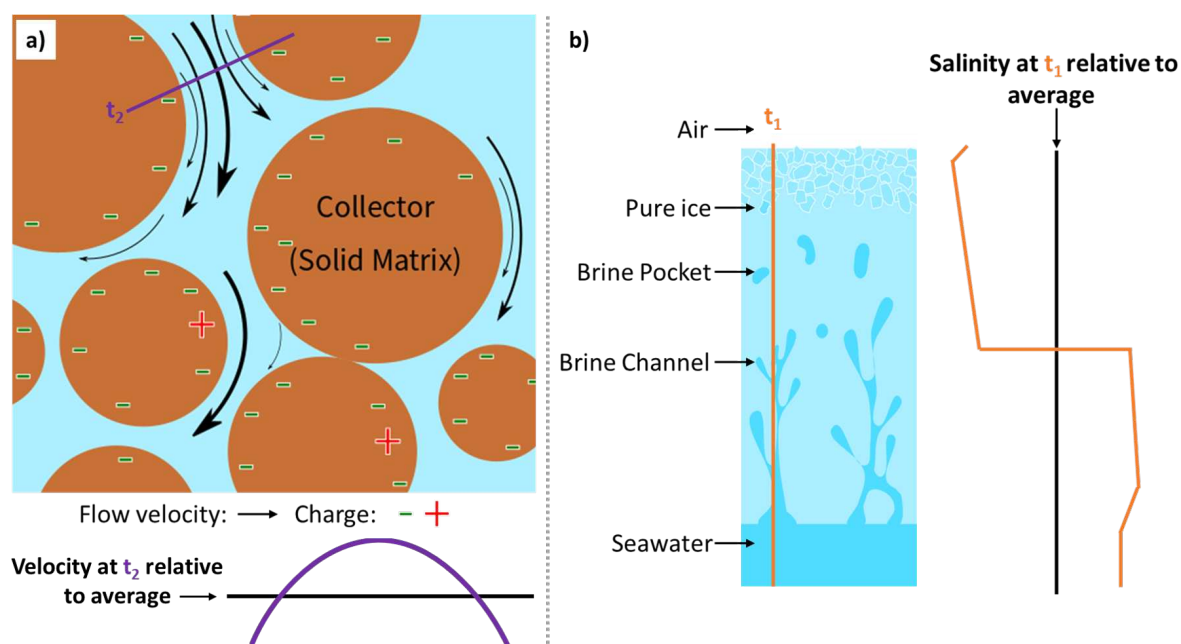 a)
t2
Collector
(Solid Matrix)
Flow velocity: Charge: - +
Velocity at t2 relative
to average
b)
Salinity at t1 relative to
average
t1
Air
Pure ice
Brine Pocket
Brine Channel
Seawater